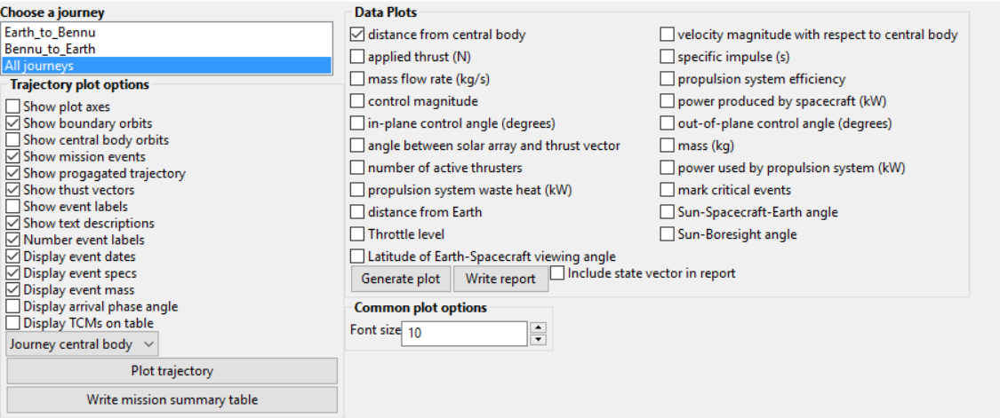 Choose a journey
Earth_to_Bennu
Bennu_to_Earth
All journeys
Trajectory plot options
Show plot axes
Show boundary orbits
Show central body orbits
Show mission events
Show progagated trajectory
Show thust vectors
Show event labels
Show text descriptions
Number event labels
Display event dates
Display event specs
Display event mass
Display arrival phase angle
Display TCMs on table
Journey central body
Plot trajectory
Write mission summary table
Data Plots
distance from central body
velocity magnitude with respect to central body
applied thrust (N)
specific impulse (s)
mass flow rate (kg/s)
propulsion system efficiency
control magnitude
power produced by spacecraft (kW)
in-plane control angle (degrees)
out-of-plane control angle (degrees)
angle between solar array and thrust vector
mass (kg)
number of active thrusters
power used by propulsion system (kW)
propulsion system waste heat (kW)
mark critical events
distance from Earth
Sun-Spacecraft-Earth angle
Throttle level
Sun-Boresight angle
Latitude of Earth-Spacecraft viewing angle
Generate plot
Write report
Include state vector in report
Common plot options
Font size 10